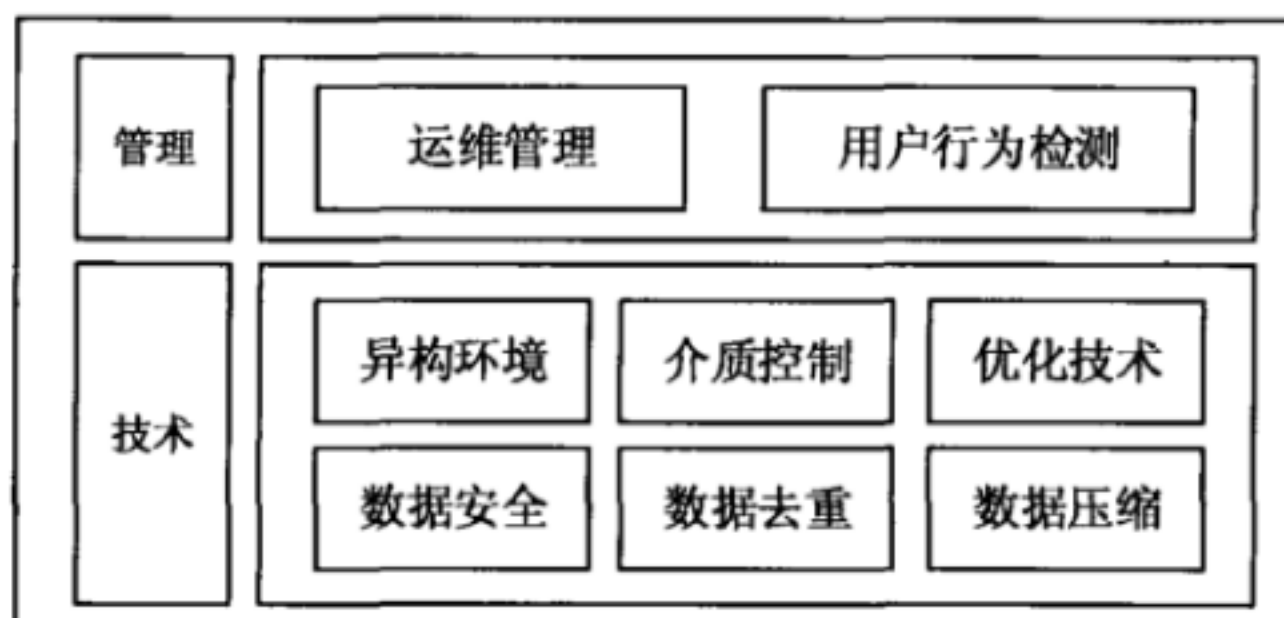 管理
运维管理
用户行为检测
技术
异构环境
介质控制
优化技术
数据安全
数据去重
数据压缩